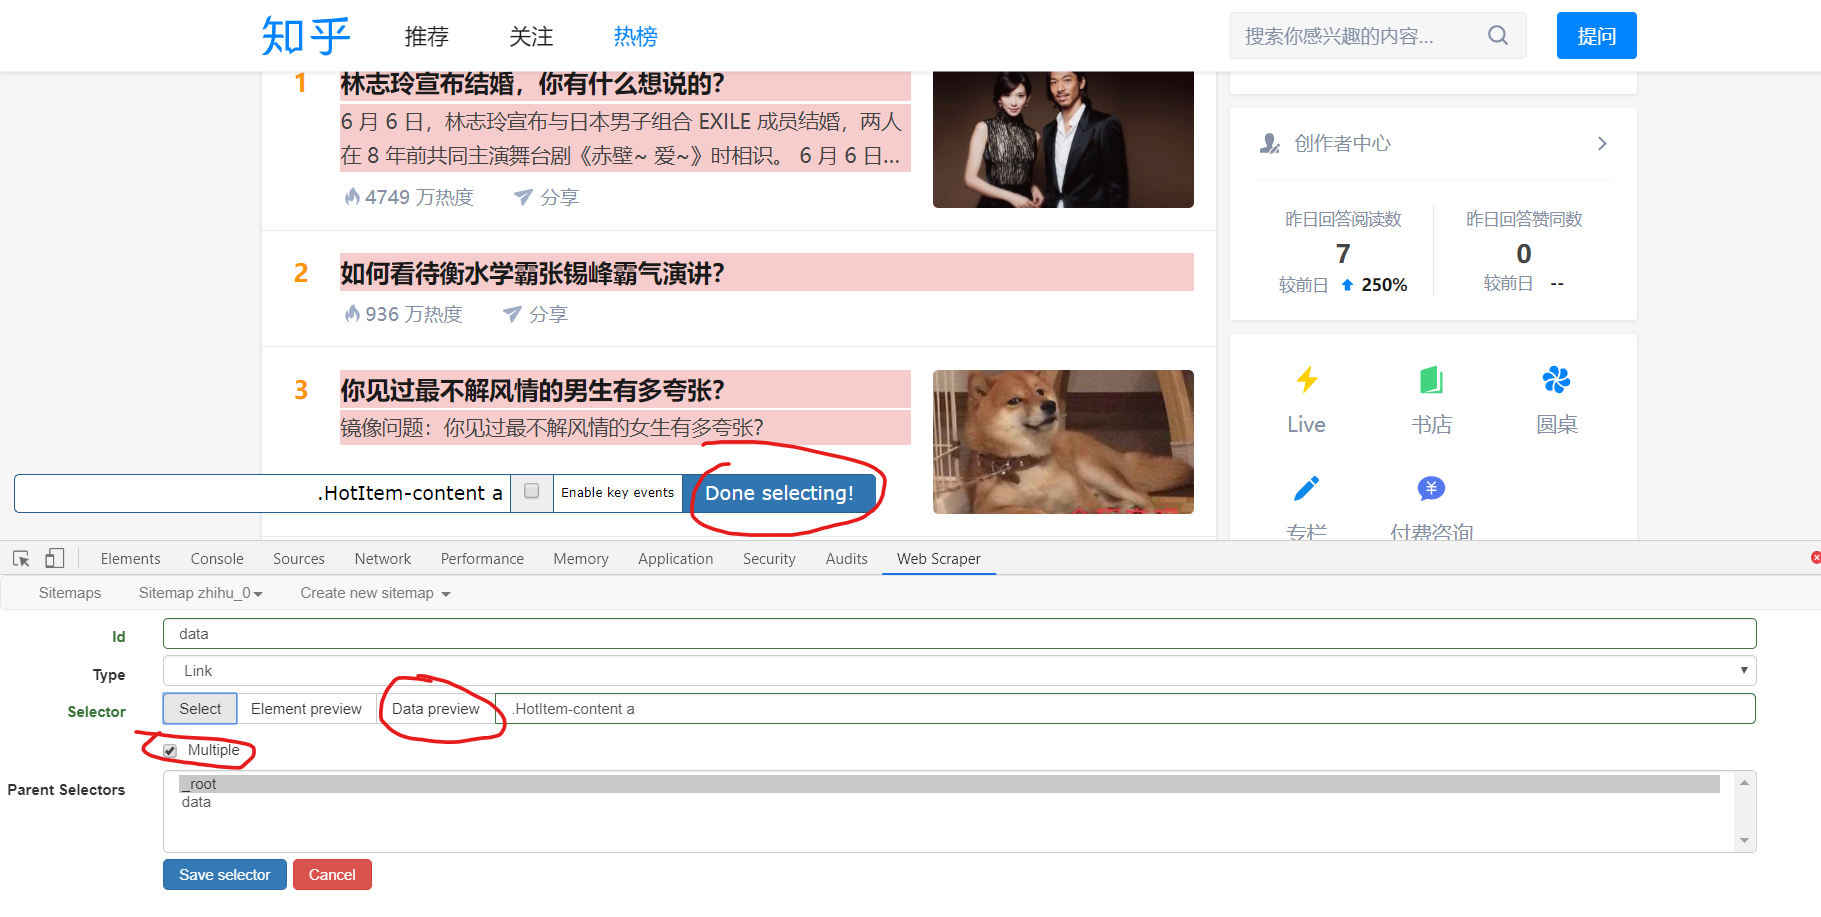 知乎 推荐 关注 热榜 搜索你感兴趣的内容... 提问
1 林志玲宣布结婚，你有什么想说的？
6 月 6 日，林志玲宣布与日本男子组合 EXILE 成员结婚，两人
在 8 年前共同主演舞台剧《赤壁~ 爱~》时相识。 6 月 6 日...
4749 万热度 分享
2 如何看待衡水学霸张锡峰霸气演讲？
936 万热度 分享
3 你见过最不解风情的男生有多夸张？
镜像问题：你见过最不解风情的女生有多夸张？
创作者中心
昨日回答阅读数 昨日回答赞同数
7 0
较前日 250% 较前日 --
Live 书店 圆桌
专栏 付费咨询
.HotItem-content a Enable key events Done selecting!
Elements Console Sources Network Performance Memory Application Security Audits Web Scraper
Sitemaps Sitemap zhihu_0 Create new sitemap
Id data
Type Link
Selector Select Element preview Data preview .HotItem-content a
Multiple
Parent Selectors _root
data
Save selector Cancel